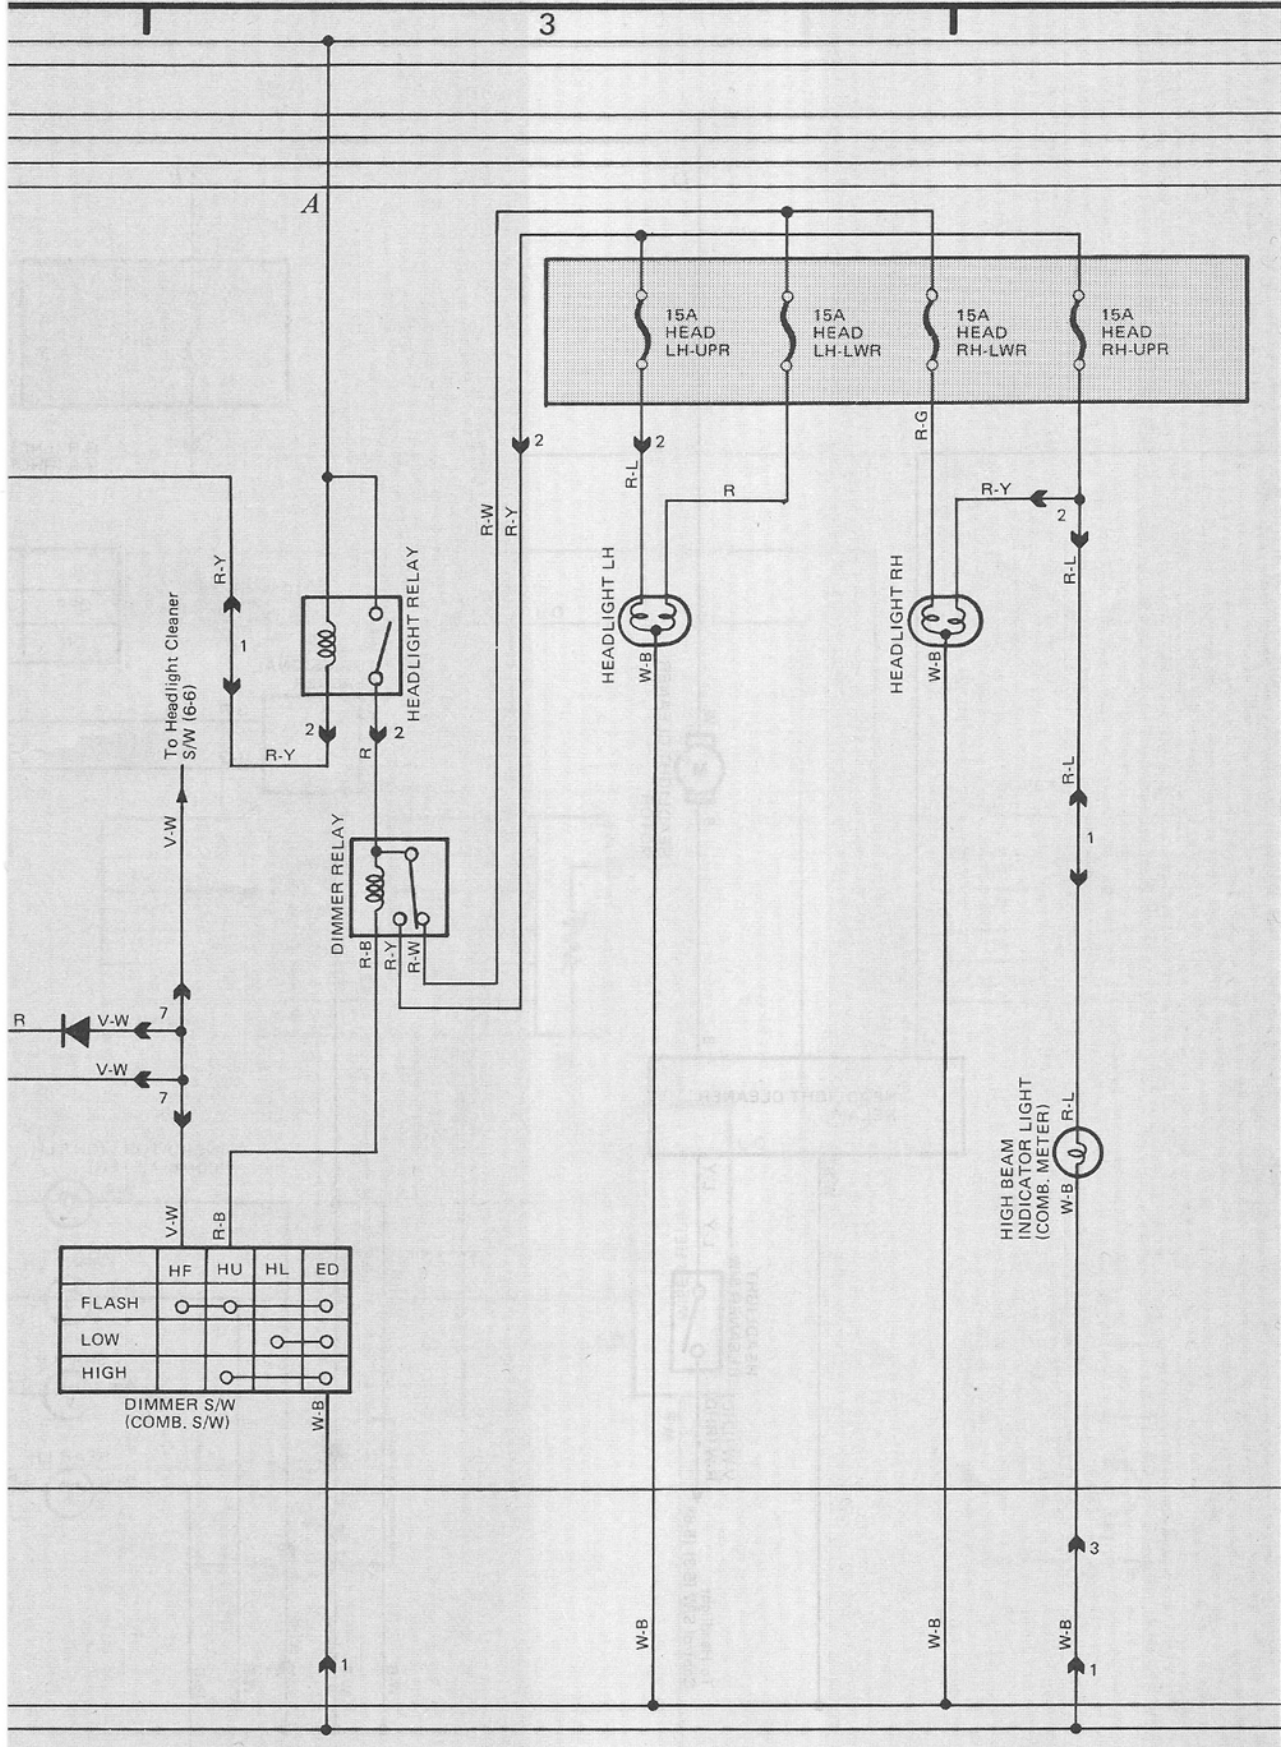 3
A
15A
HEAD
LH-UPR
15A
HEAD
LH-LWR
15A
HEAD
RH-LWR
15A
HEAD
RH-UPR
2
2
R-G
R-L
R
R-Y
2
R-W
R-Y
R-L
R-Y
1
To Headlight Cleaner
S/W (6-6)
HEADLIGHT RELAY
HEADLIGHT LH
W-B
HEADLIGHT RH
W-B
2
2
R-Y
R
R-L
1
V-W
DIMMER RELAY
R-B
R-Y
R-W
R
V-W
7
V-W
7
HIGH BEAM
INDICATOR LIGHT
(COMB. METER)
R-L
W-B
V-W
R-B
HF HU HL ED
FLASH
LOW
HIGH
DIMMER S/W
(COMB. S/W)
W-B
3
W-B
W-B
W-B
1
1